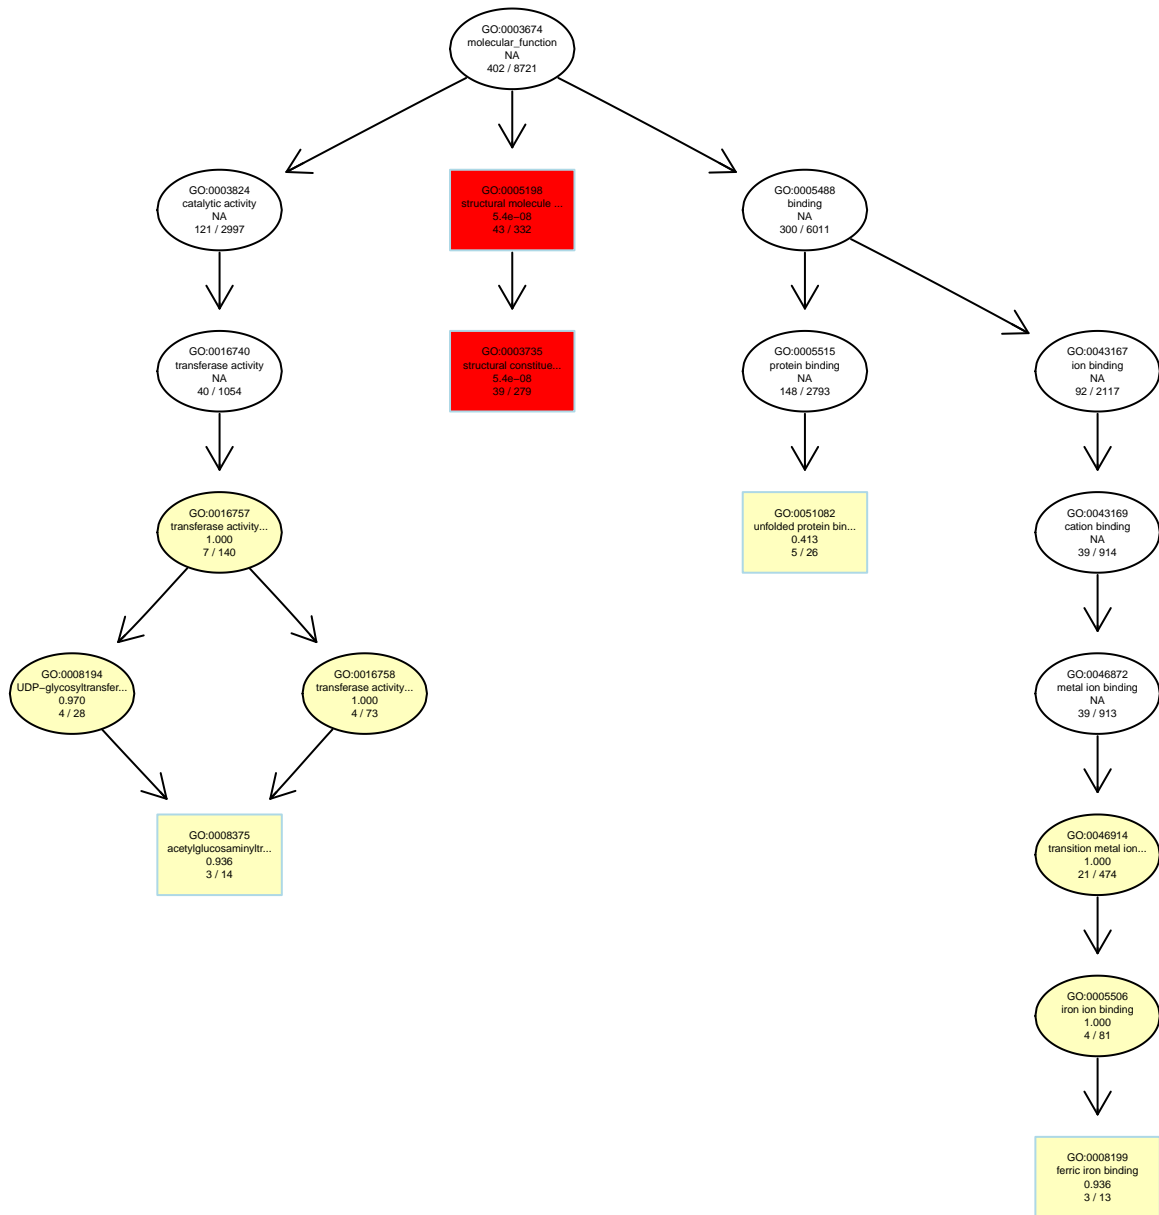 GO:0003674
molecular_function
NA
402 / 8721
GO:0003824
catalytic activity
NA
121 / 2997
GO:0005198
structural molecule ...
5.4e−08
43 / 332
GO:0005488
binding
NA
300 / 6011
GO:0016740
transferase activity
NA
40 / 1054
GO:0003735
structural constitue...
5.4e−08
39 / 279
GO:0005515
protein binding
NA
148 / 2793
GO:0043167
ion binding
NA
92 / 2117
GO:0016757
transferase activity...
1.000
7 / 140
GO:0051082
unfolded protein bin...
0.413
5 / 26
GO:0043169
cation binding
NA
39 / 914
GO:0008194
UDP−glycosyltransfer...
0.970
4 / 28
GO:0016758
transferase activity...
1.000
4 / 73
GO:0046872
metal ion binding
NA
39 / 913
GO:0008375
acetylglucosaminyltr...
0.936
3 / 14
GO:0046914
transition metal ion...
1.000
21 / 474
GO:0005506
iron ion binding
1.000
4 / 81
GO:0008199
ferric iron binding
0.936
3 / 13